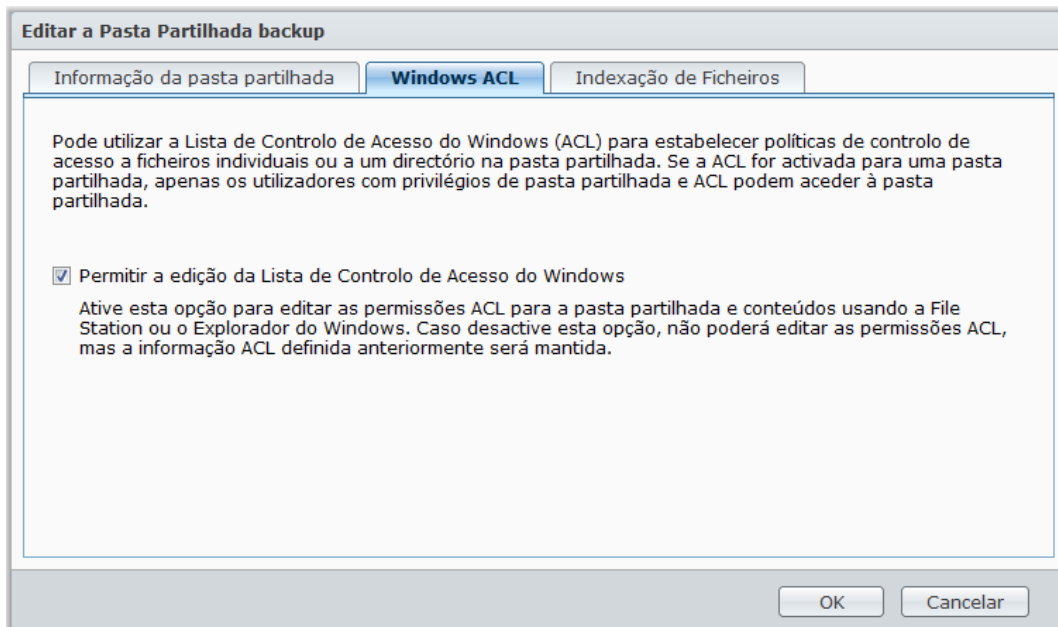 Editar a Pasta Partilhada backup
Informação da pasta partilhada
Windows ACL
Indexação de Ficheiros
Pode utilizar a Lista de Controlo de Acesso do Windows (ACL) para estabelecer políticas de controlo de
acesso a ficheiros individuais ou a um directório na pasta partilhada. Se a ACL for activada para uma pasta
partilhada, apenas os utilizadores com privilégios de pasta partilhada e ACL podem aceder à pasta
partilhada.
Permitir a edição da Lista de Controlo de Acesso do Windows
Ative esta opção para editar as permissões ACL para a pasta partilhada e conteúdos usando a File
Station ou o Explorador do Windows. Caso desactive esta opção, não poderá editar as permissões ACL,
mas a informação ACL definida anteriormente será mantida.
OK
Cancelar